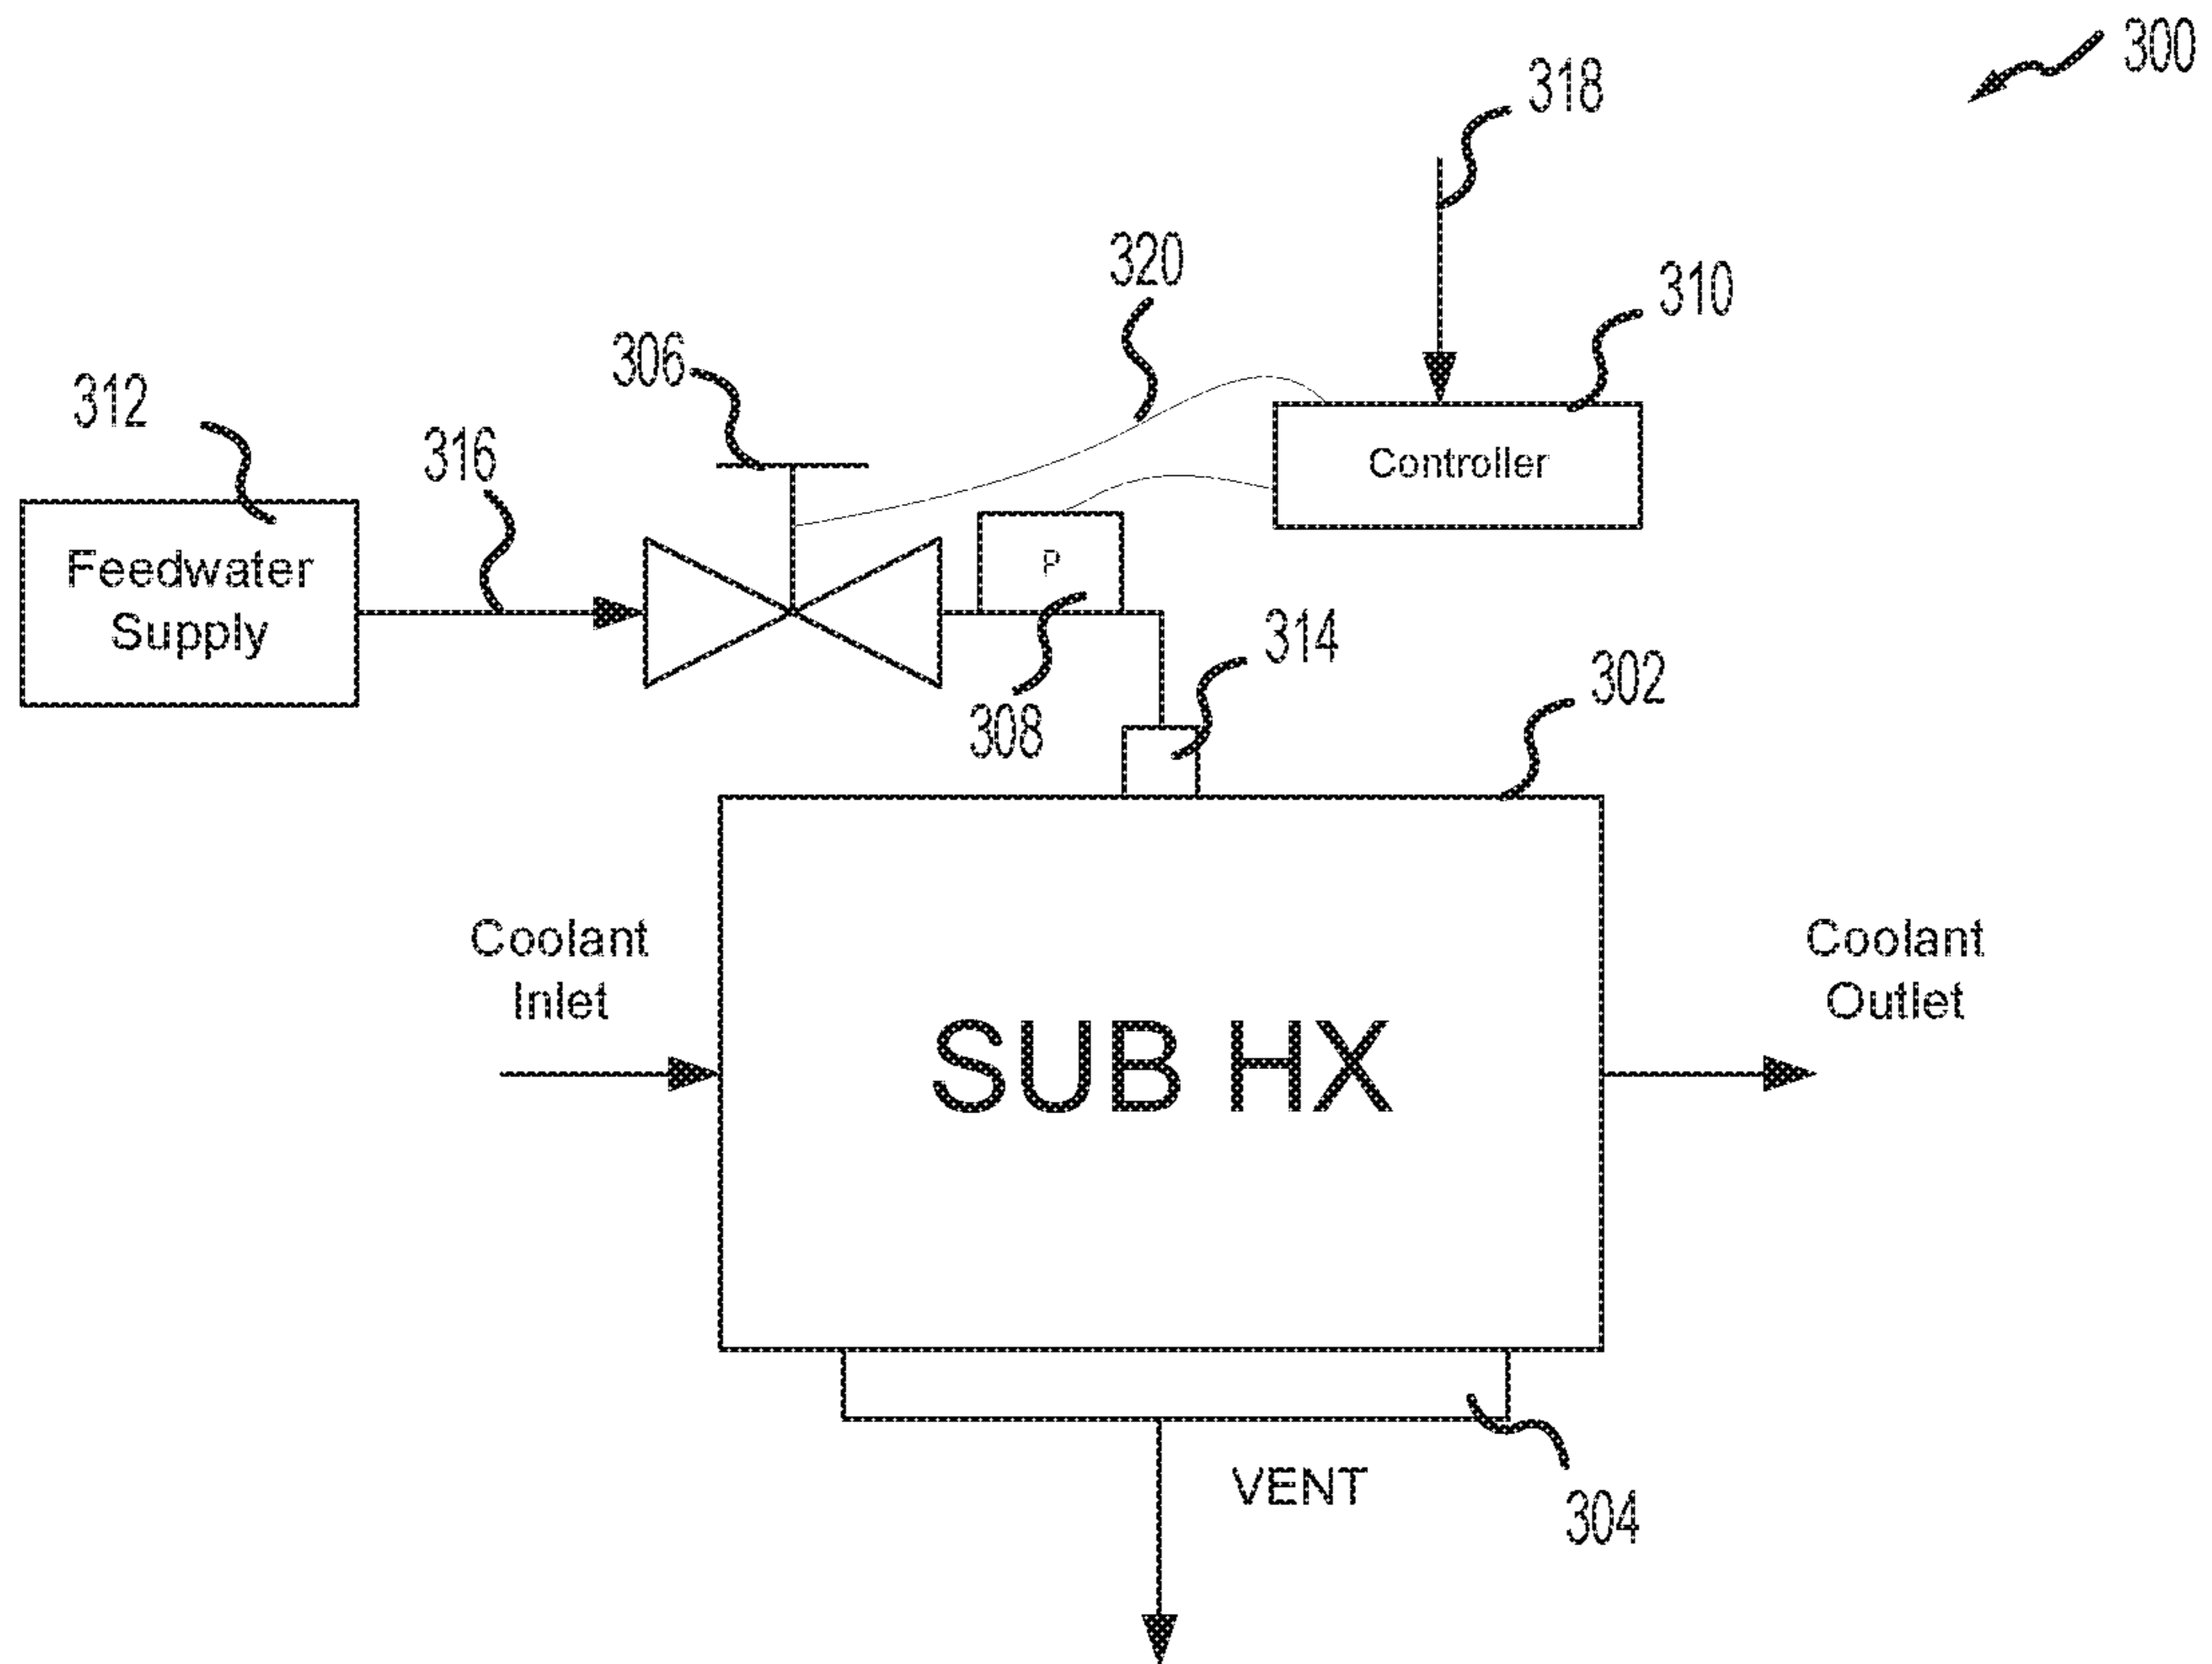 300
318
320
310
306
312
316
Controller
Feedwater
Supply
P
314
308
302
Coolant
Inlet
Coolant
Outlet
SUB HX
VENT
304